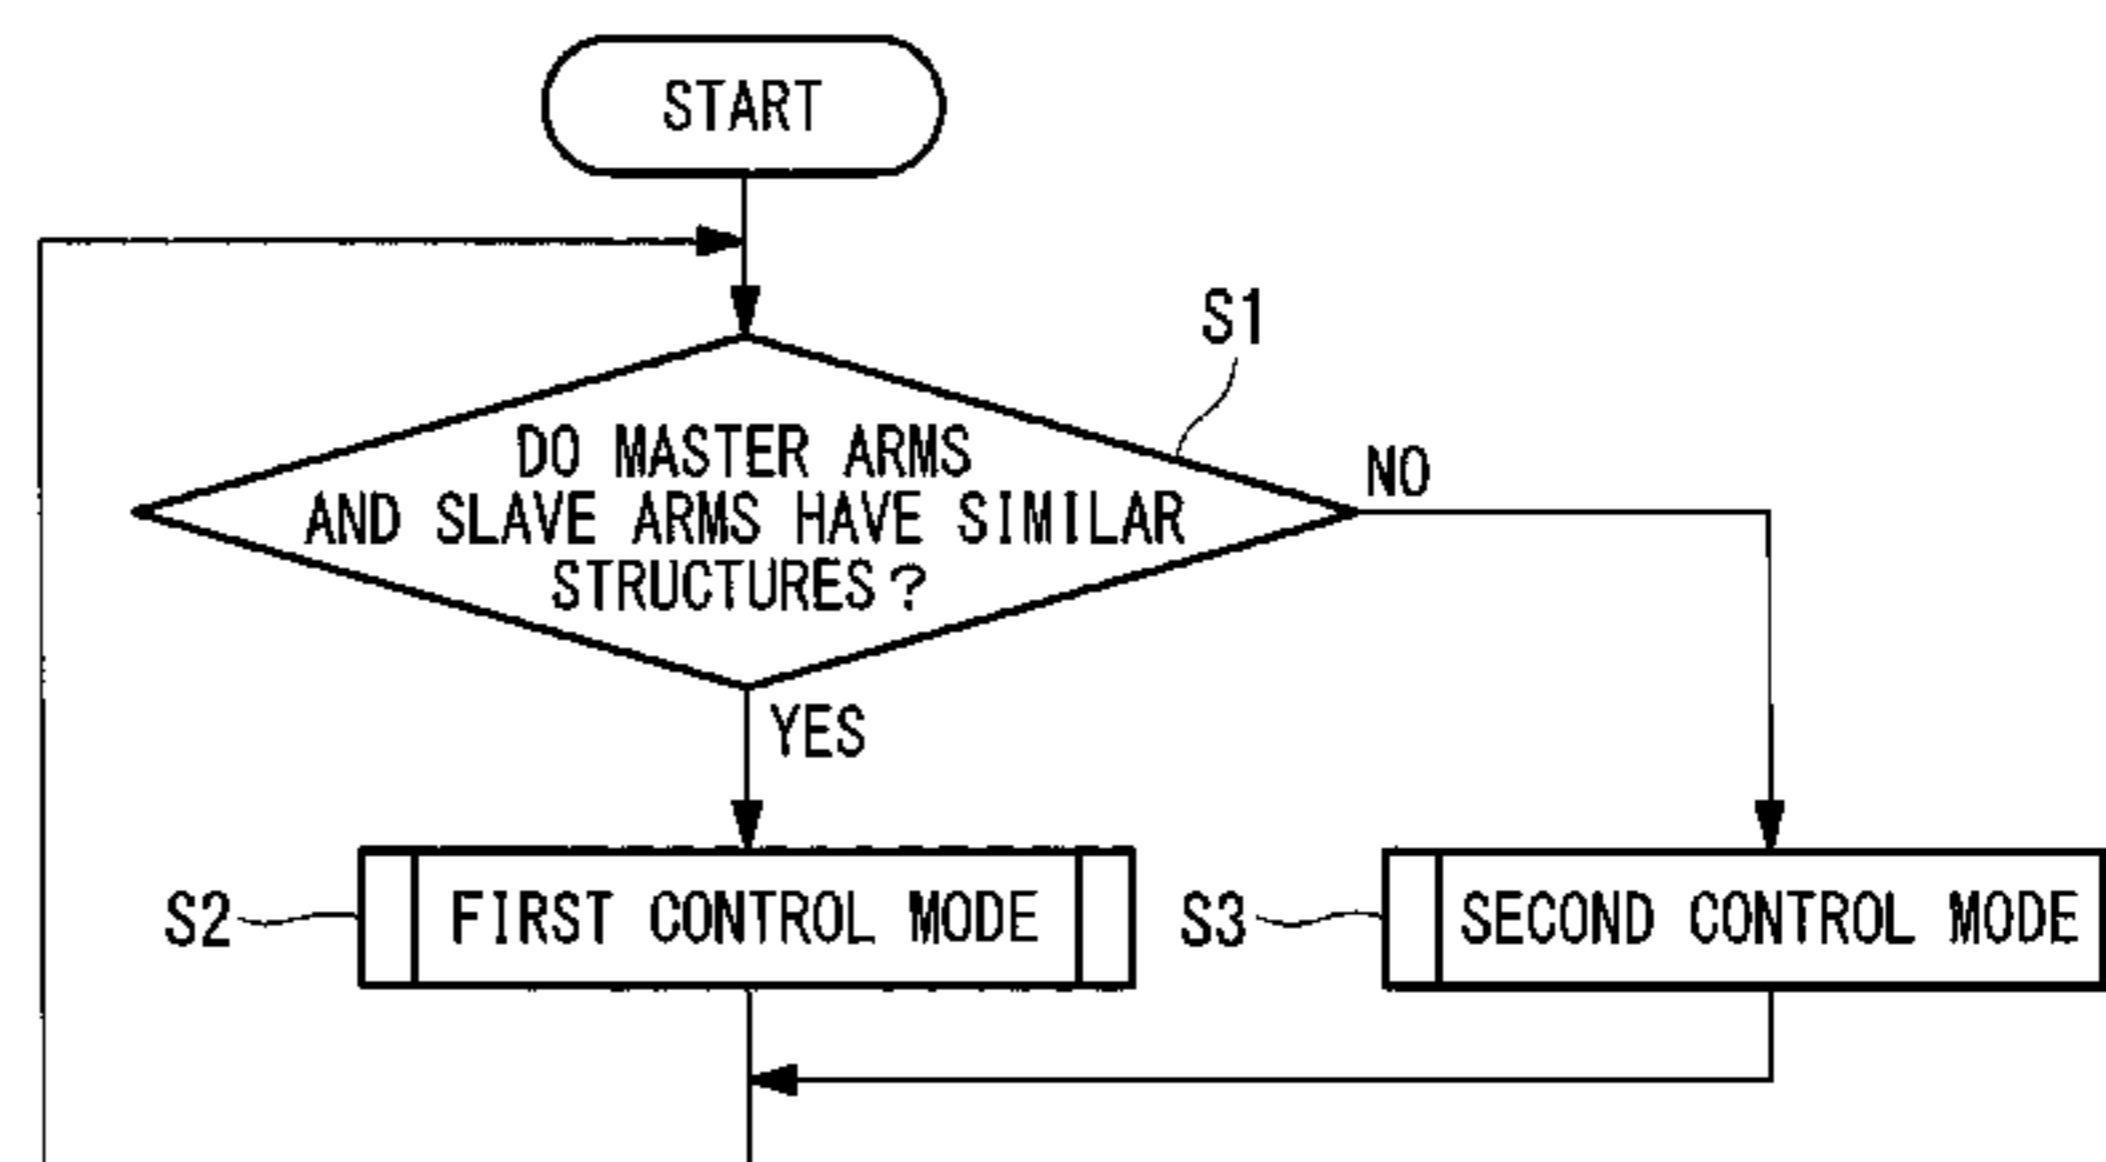 START
S1
DO MASTER ARMS
AND SLAVE ARMS HAVE SIMILAR
STRUCTURES?
NO
YES
S2
FIRST CONTROL MODE
S3
SECOND CONTROL MODE